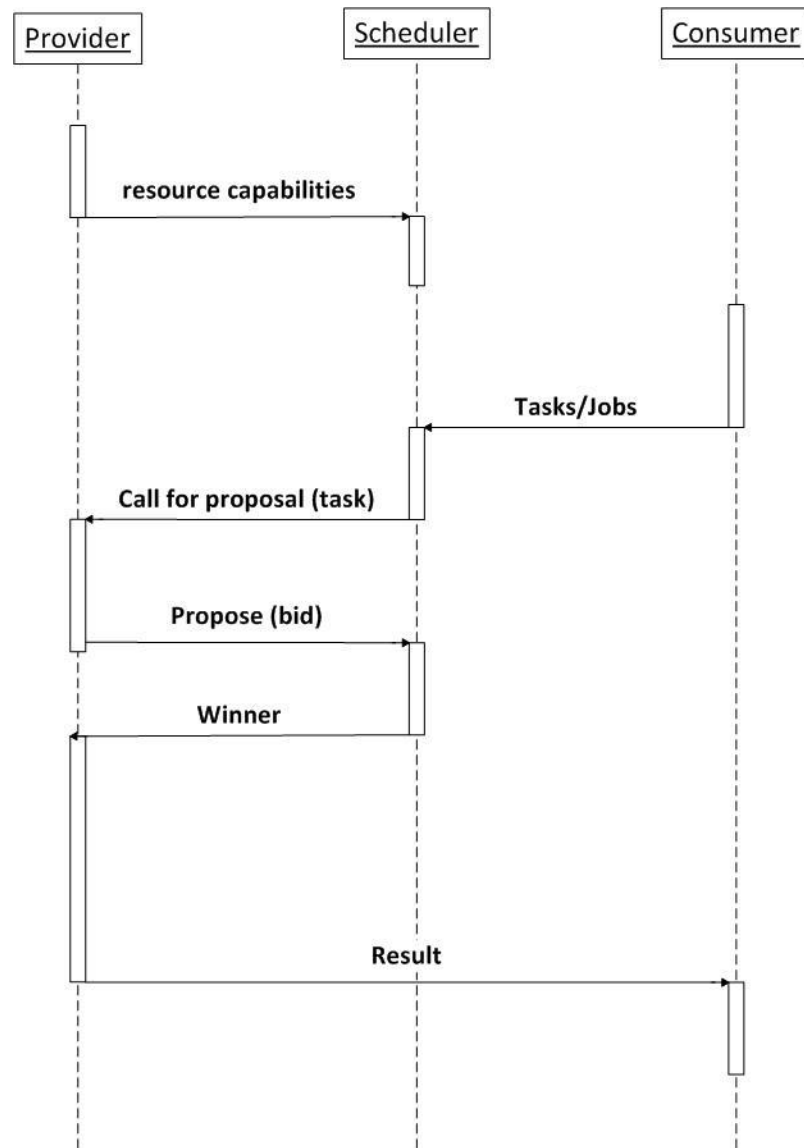 Provider
Scheduler
Consumer
resource capabilities
Tasks/Jobs
Call for proposal (task)
Propose (bid)
Winner
Result